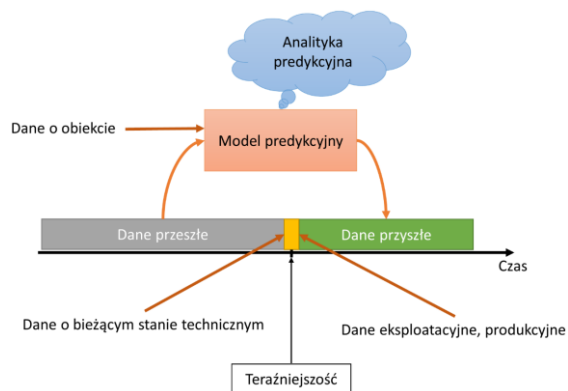 Analityka
predykcyjna
Dane o obiekcie
Model predykcyjny
Dane przeszłe
Dane przyszłe
Czas
Dane o bieżącym stanie technicznym
Dane eksploatacyjne, produkcyjne
Teraźniejszość